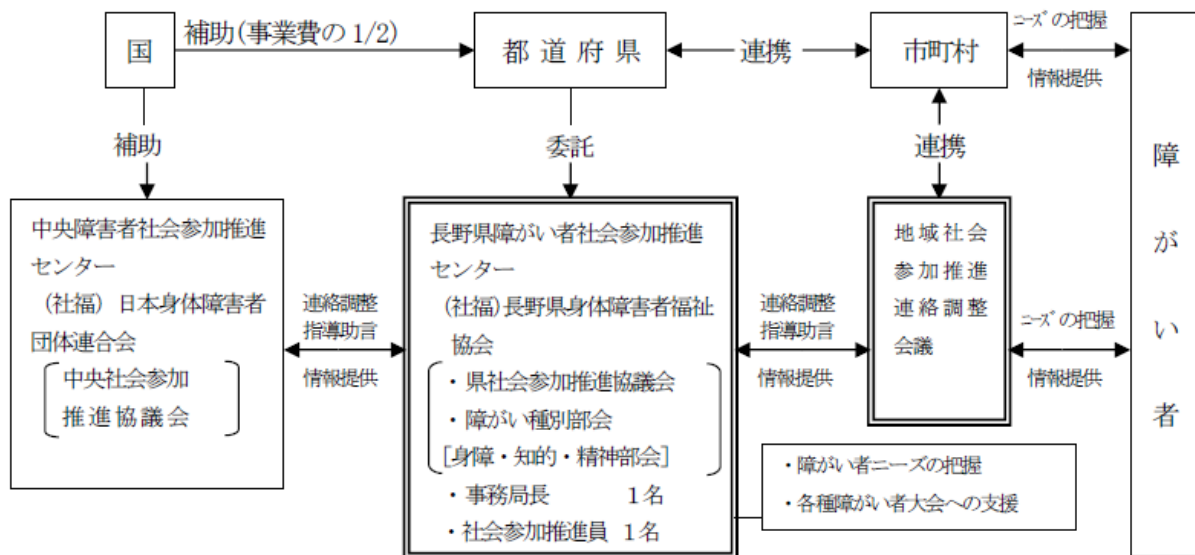 国
補助(事業費の 1/2)
都道府県
連携
市町村
ニーズの把握
情報提供
障がい者
補助
委託
連携
中央障害者社会参加推進
センター
(社福) 日本身体障害者
団体連合会
中央社会参加
推進協議会
連絡調整
指導助言
情報提供
長野県障がい者社会参加推進
センター
(社福)長野県身体障害者福祉
協会
・県社会参加推進協議会
・障がい種別部会
[身障・知的・精神部会]
・事務局長 1名
・社会参加推進員 1名
連絡調整
指導助言
情報提供
地域社会
参加推進
連絡調整
会議
ニーズの把握
情報提供
・障がい者ニーズの把握
・各種障がい者大会への支援